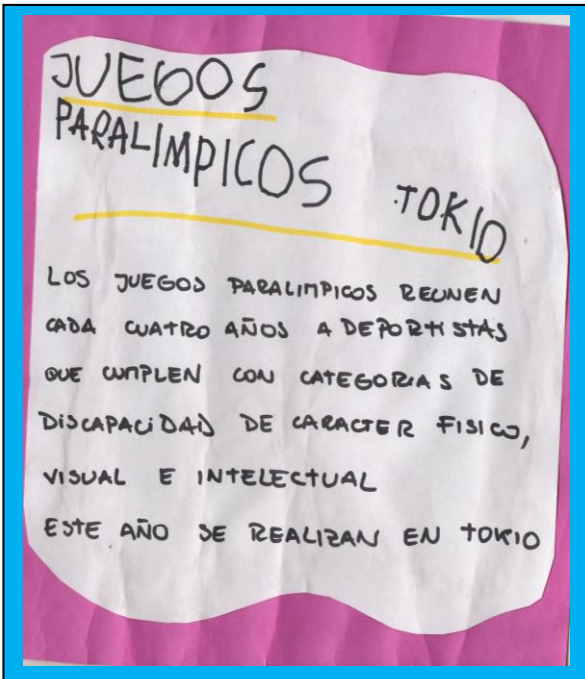 JUEGOS
PARALIMPICOS TOKIO
LOS JUEGOS PARALIMPICOS REUNEN
CADA CUATRO AÑOS A DEPORTISTAS
QUE CUMPLEN CON CATEGORIAS DE
DISCAPACIDAD DE CARACTER FISICO,
VISUAL E INTELECTUAL
ESTE AÑO SE REALIZAN EN TOKIO